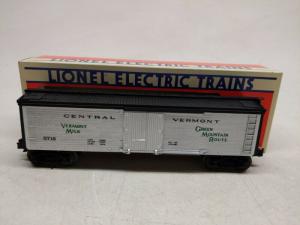 LIONEL ELECTRIC TRAINS
CENTRAL VERMONT
VERMONT
MILK
GREEN
MOUNTAIN
ROUTE